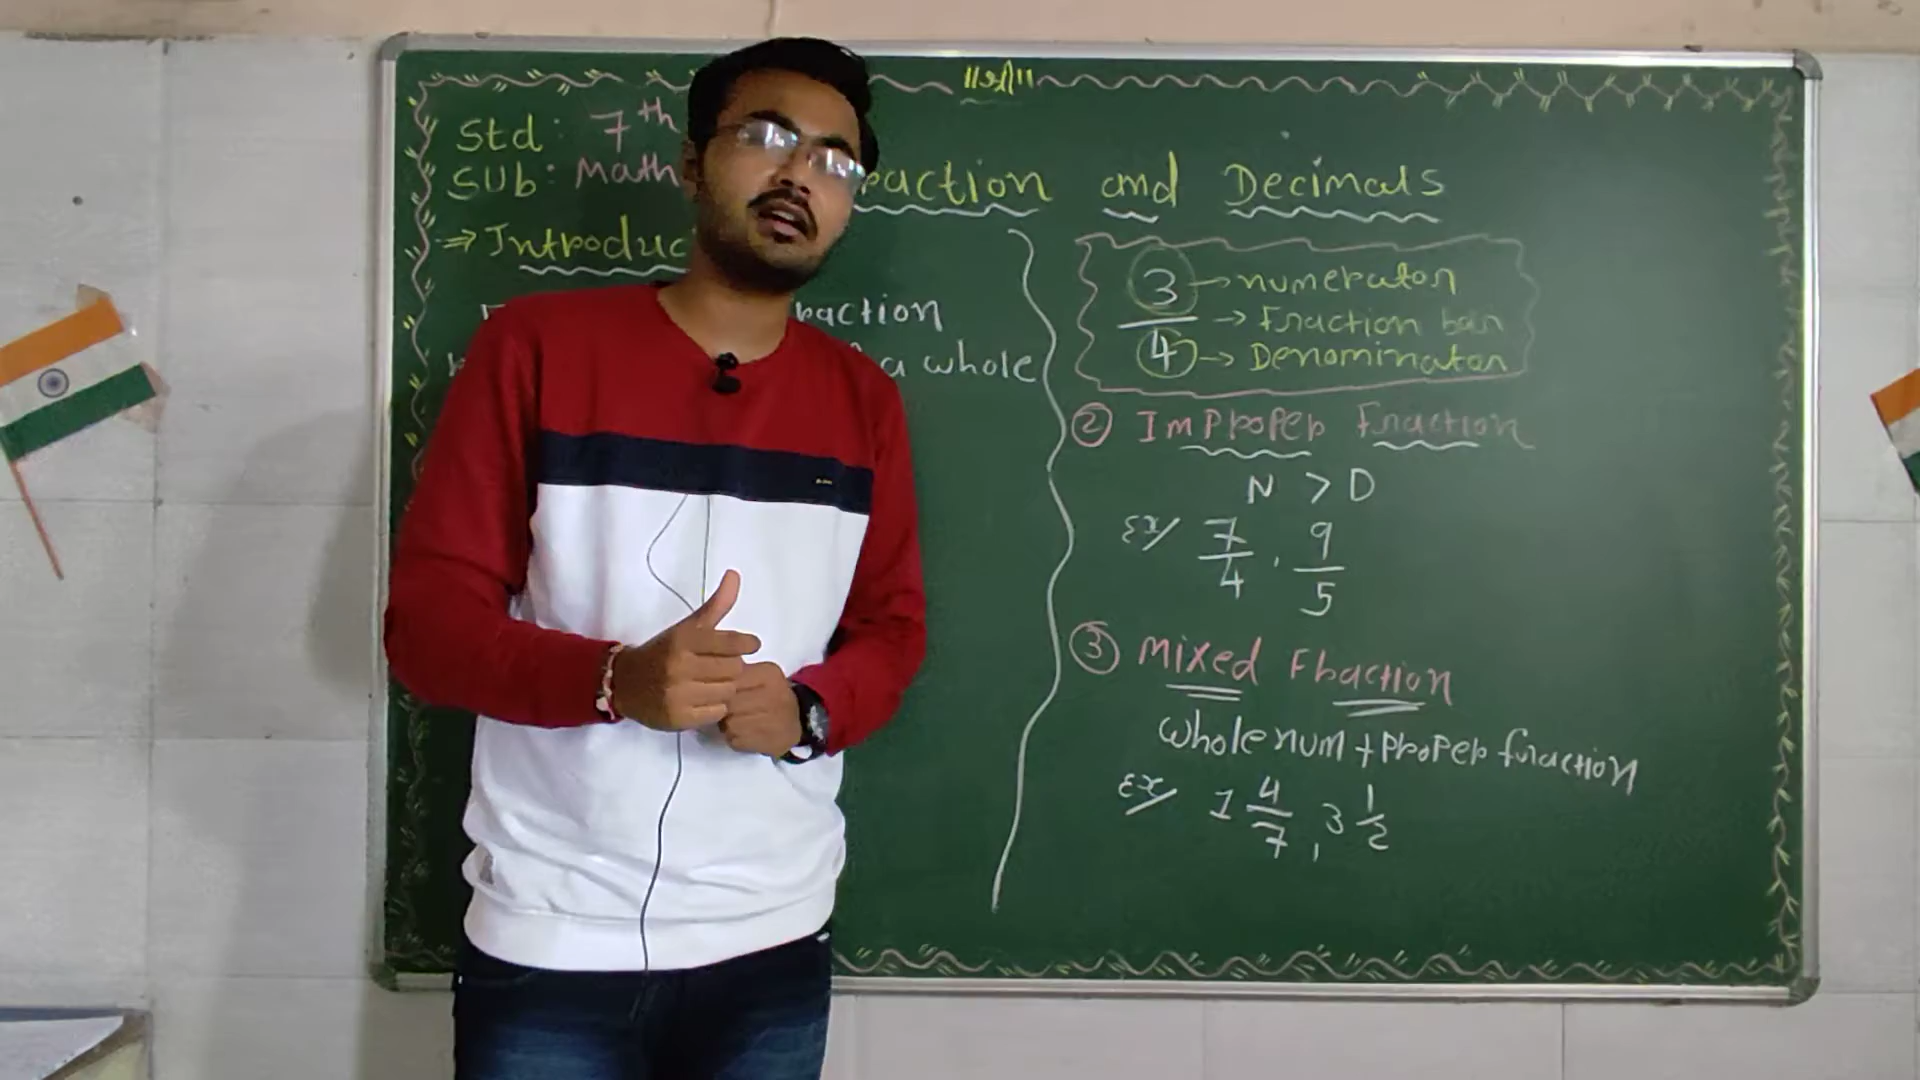 ॥ श्री ॥
Std : 7th
SUB : Math
raction and Decimals
⇒ Introduc
raction
a whole
3 → numerator
→ Fraction bar
4 → Denominator
② Improper Fraction
N > D
Ex/ 7/4 , 9/5
③ Mixed Fraction
whole num + proper fraction
Ex/ 1 4/7 , 3 1/2